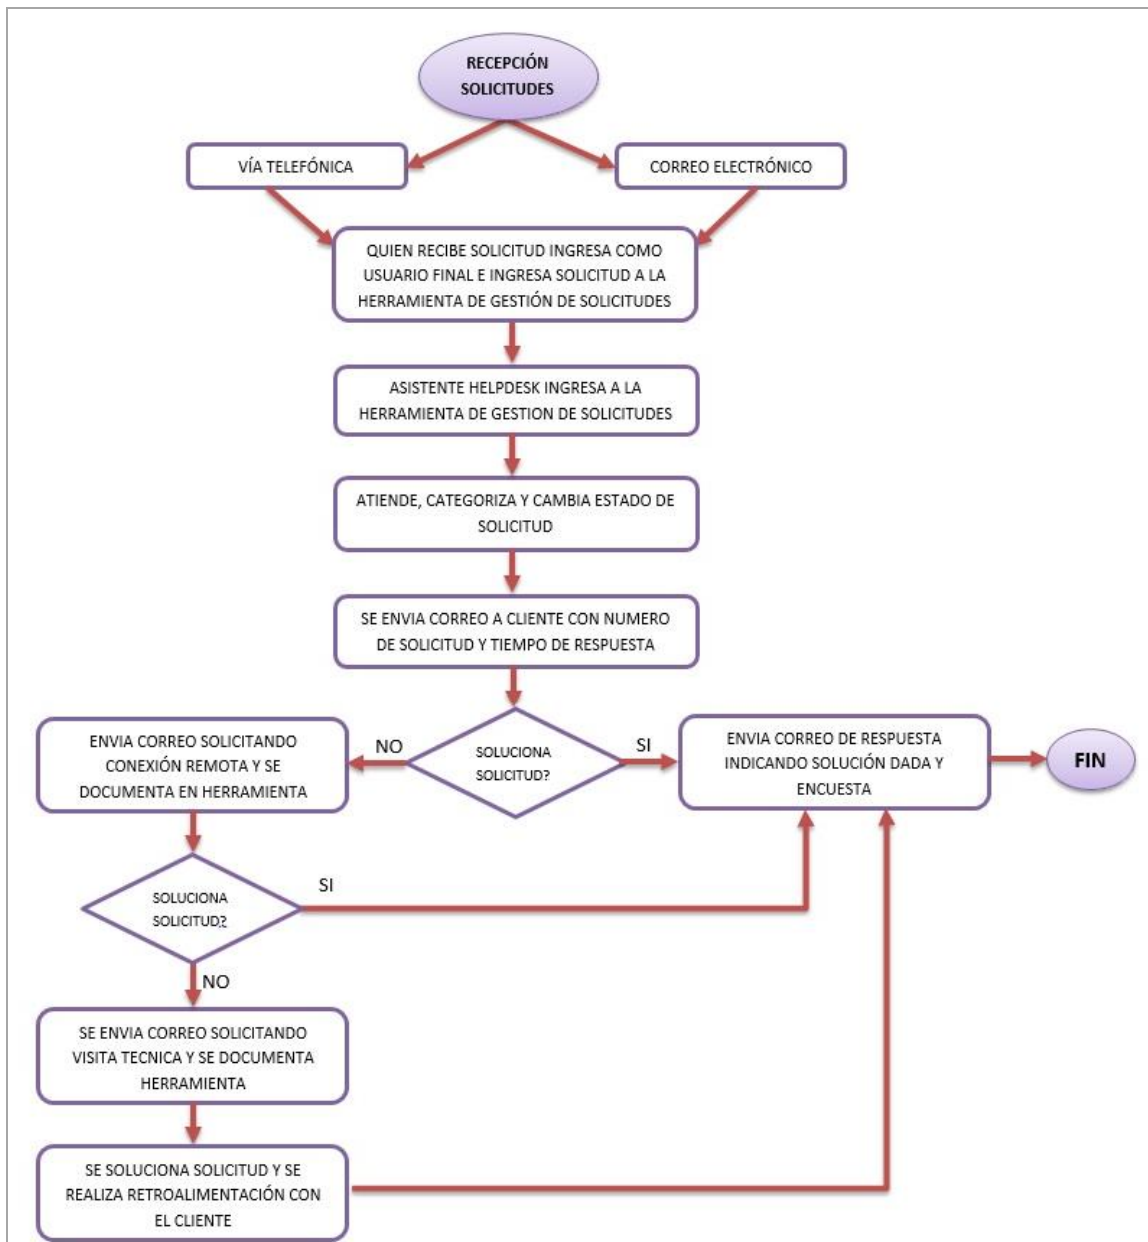 RECEPCIÓN
SOLICITUDES
VÍA TELEFÓNICA
CORREO ELECTRÓNICO
QUIEN RECIBE SOLICITUD INGRESA COMO
USUARIO FINAL E INGRESA SOLICITUD A LA
HERRAMIENTA DE GESTIÓN DE SOLICITUDES
ASISTENTE HELPDESK INGRESA A LA
HERRAMIENTA DE GESTION DE SOLICITUDES
ATIENDE, CATEGORIZA Y CAMBIA ESTADO DE
SOLICITUD
SE ENVIA CORREO A CLIENTE CON NUMERO
DE SOLICITUD Y TIEMPO DE RESPUESTA
SOLUCIONA
SOLICITUD?
NO
SI
ENVIA CORREO SOLICITANDO
CONEXIÓN REMOTA Y SE
DOCUMENTA EN HERRAMIENTA
ENVIA CORREO DE RESPUESTA
INDICANDO SOLUCIÓN DADA Y
ENCUESTA
FIN
SOLUCIONA
SOLICITUD?
SI
NO
SE ENVIA CORREO SOLICITANDO
VISITA TECNICA Y SE DOCUMENTA
HERRAMIENTA
SE SOLUCIONA SOLICITUD Y SE
REALIZA RETROALIMENTACIÓN CON
EL CLIENTE